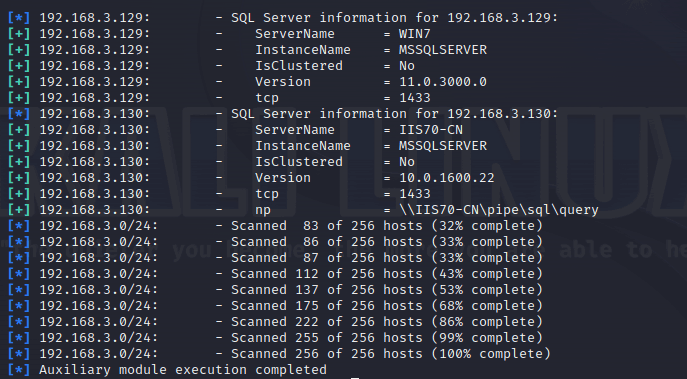 [*] 192.168.3.129:        - SQL Server information for 192.168.3.129:
[+] 192.168.3.129:        -    ServerName      = WIN7
[+] 192.168.3.129:        -    InstanceName    = MSSQLSERVER
[+] 192.168.3.129:        -    IsClustered     = No
[+] 192.168.3.129:        -    Version         = 11.0.3000.0
[+] 192.168.3.129:        -    tcp             = 1433
[*] 192.168.3.130:        - SQL Server information for 192.168.3.130:
[+] 192.168.3.130:        -    ServerName      = IIS70-CN
[+] 192.168.3.130:        -    InstanceName    = MSSQLSERVER
[+] 192.168.3.130:        -    IsClustered     = No
[+] 192.168.3.130:        -    Version         = 10.0.1600.22
[+] 192.168.3.130:        -    tcp             = 1433
[+] 192.168.3.130:        -    np              = \\IIS70-CN\pipe\sql\query
[*] 192.168.3.0/24:       - Scanned  83 of 256 hosts (32% complete)
[*] 192.168.3.0/24:       - Scanned  86 of 256 hosts (33% complete)
[*] 192.168.3.0/24:       - Scanned  87 of 256 hosts (33% complete)
[*] 192.168.3.0/24:       - Scanned 112 of 256 hosts (43% complete)
[*] 192.168.3.0/24:       - Scanned 137 of 256 hosts (53% complete)
[*] 192.168.3.0/24:       - Scanned 175 of 256 hosts (68% complete)
[*] 192.168.3.0/24:       - Scanned 222 of 256 hosts (86% complete)
[*] 192.168.3.0/24:       - Scanned 255 of 256 hosts (99% complete)
[*] 192.168.3.0/24:       - Scanned 256 of 256 hosts (100% complete)
[*] Auxiliary module execution completed